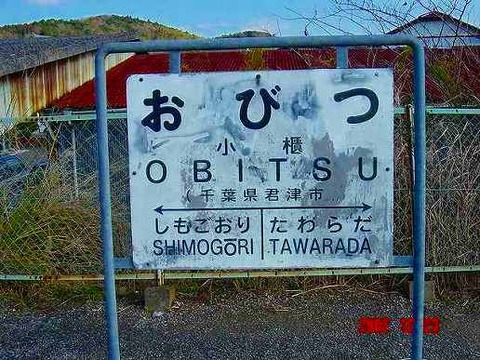 おびつ
小櫃
OBITSU
(千葉県君津市)
しもごおり たわらだ
SHIMOGŌRI TAWARADA